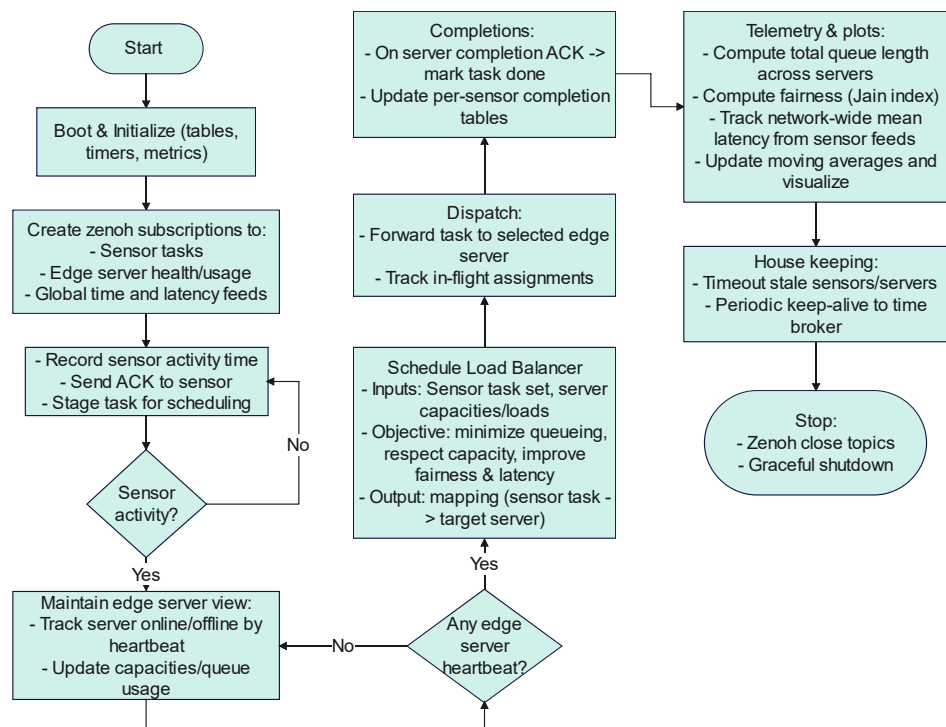 Start
Boot & Initialize (tables,
timers, metrics)
Create zenoh subscriptions to:
- Sensor tasks
- Edge server health/usage
- Global time and latency feeds
- Record sensor activity time
- Send ACK to sensor
- Stage task for scheduling
No
Sensor
activity?
Yes
Maintain edge server view:
- Track server online/offline by
heartbeat
- Update capacities/queue
usage
No
Any edge
server
heartbeat?
Yes
Schedule Load Balancer
- Inputs: Sensor task set, server
capacities/loads
- Objective: minimize queueing,
respect capacity, improve
fairness & latency
- Output: mapping (sensor task -
> target server)
Dispatch:
- Forward task to selected edge
server
- Track in-flight assignments
Completions:
- On server completion ACK ->
mark task done
- Update per-sensor completion
tables
Telemetry & plots:
- Compute total queue length
across servers
- Compute fairness (Jain index)
- Track network-wide mean
latency from sensor feeds
- Update moving averages and
visualize
House keeping:
- Timeout stale sensors/servers
- Periodic keep-alive to time
broker
Stop:
- Zenoh close topics
- Graceful shutdown